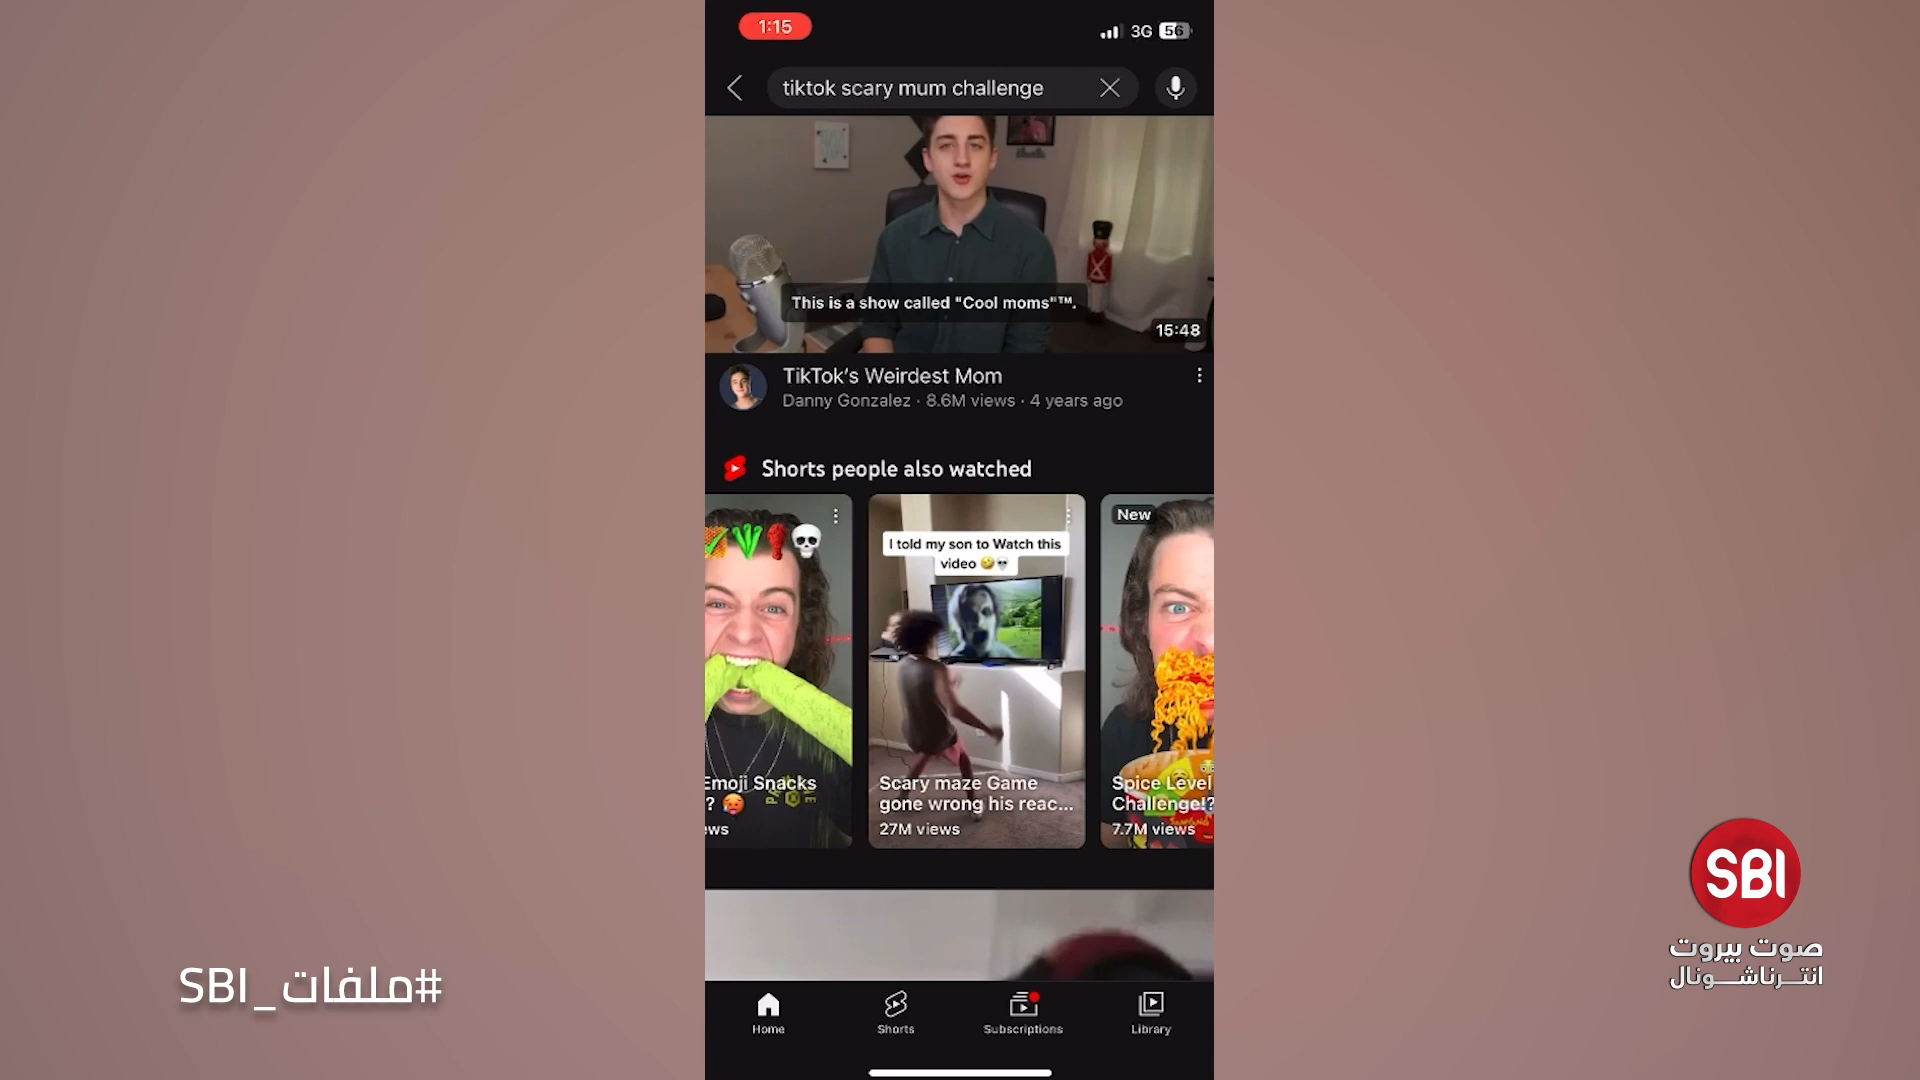 1:15
3G 56
tiktok scary mum challenge
This is a show called "Cool moms"™.
15:48
TikTok's Weirdest Mom
Danny Gonzalez · 8.6M views · 4 years ago
Shorts people also watched
Emoji Snacks
?
ews
I told my son to Watch this
video 🤣💀
Scary maze Game
gone wrong his reac...
27M views
New
Spice Level
Challenge!?
7.7M views
Home
Shorts
Subscriptions
Library
#ملفات_SBI
SBI
صوت بيروت
انترناشونال